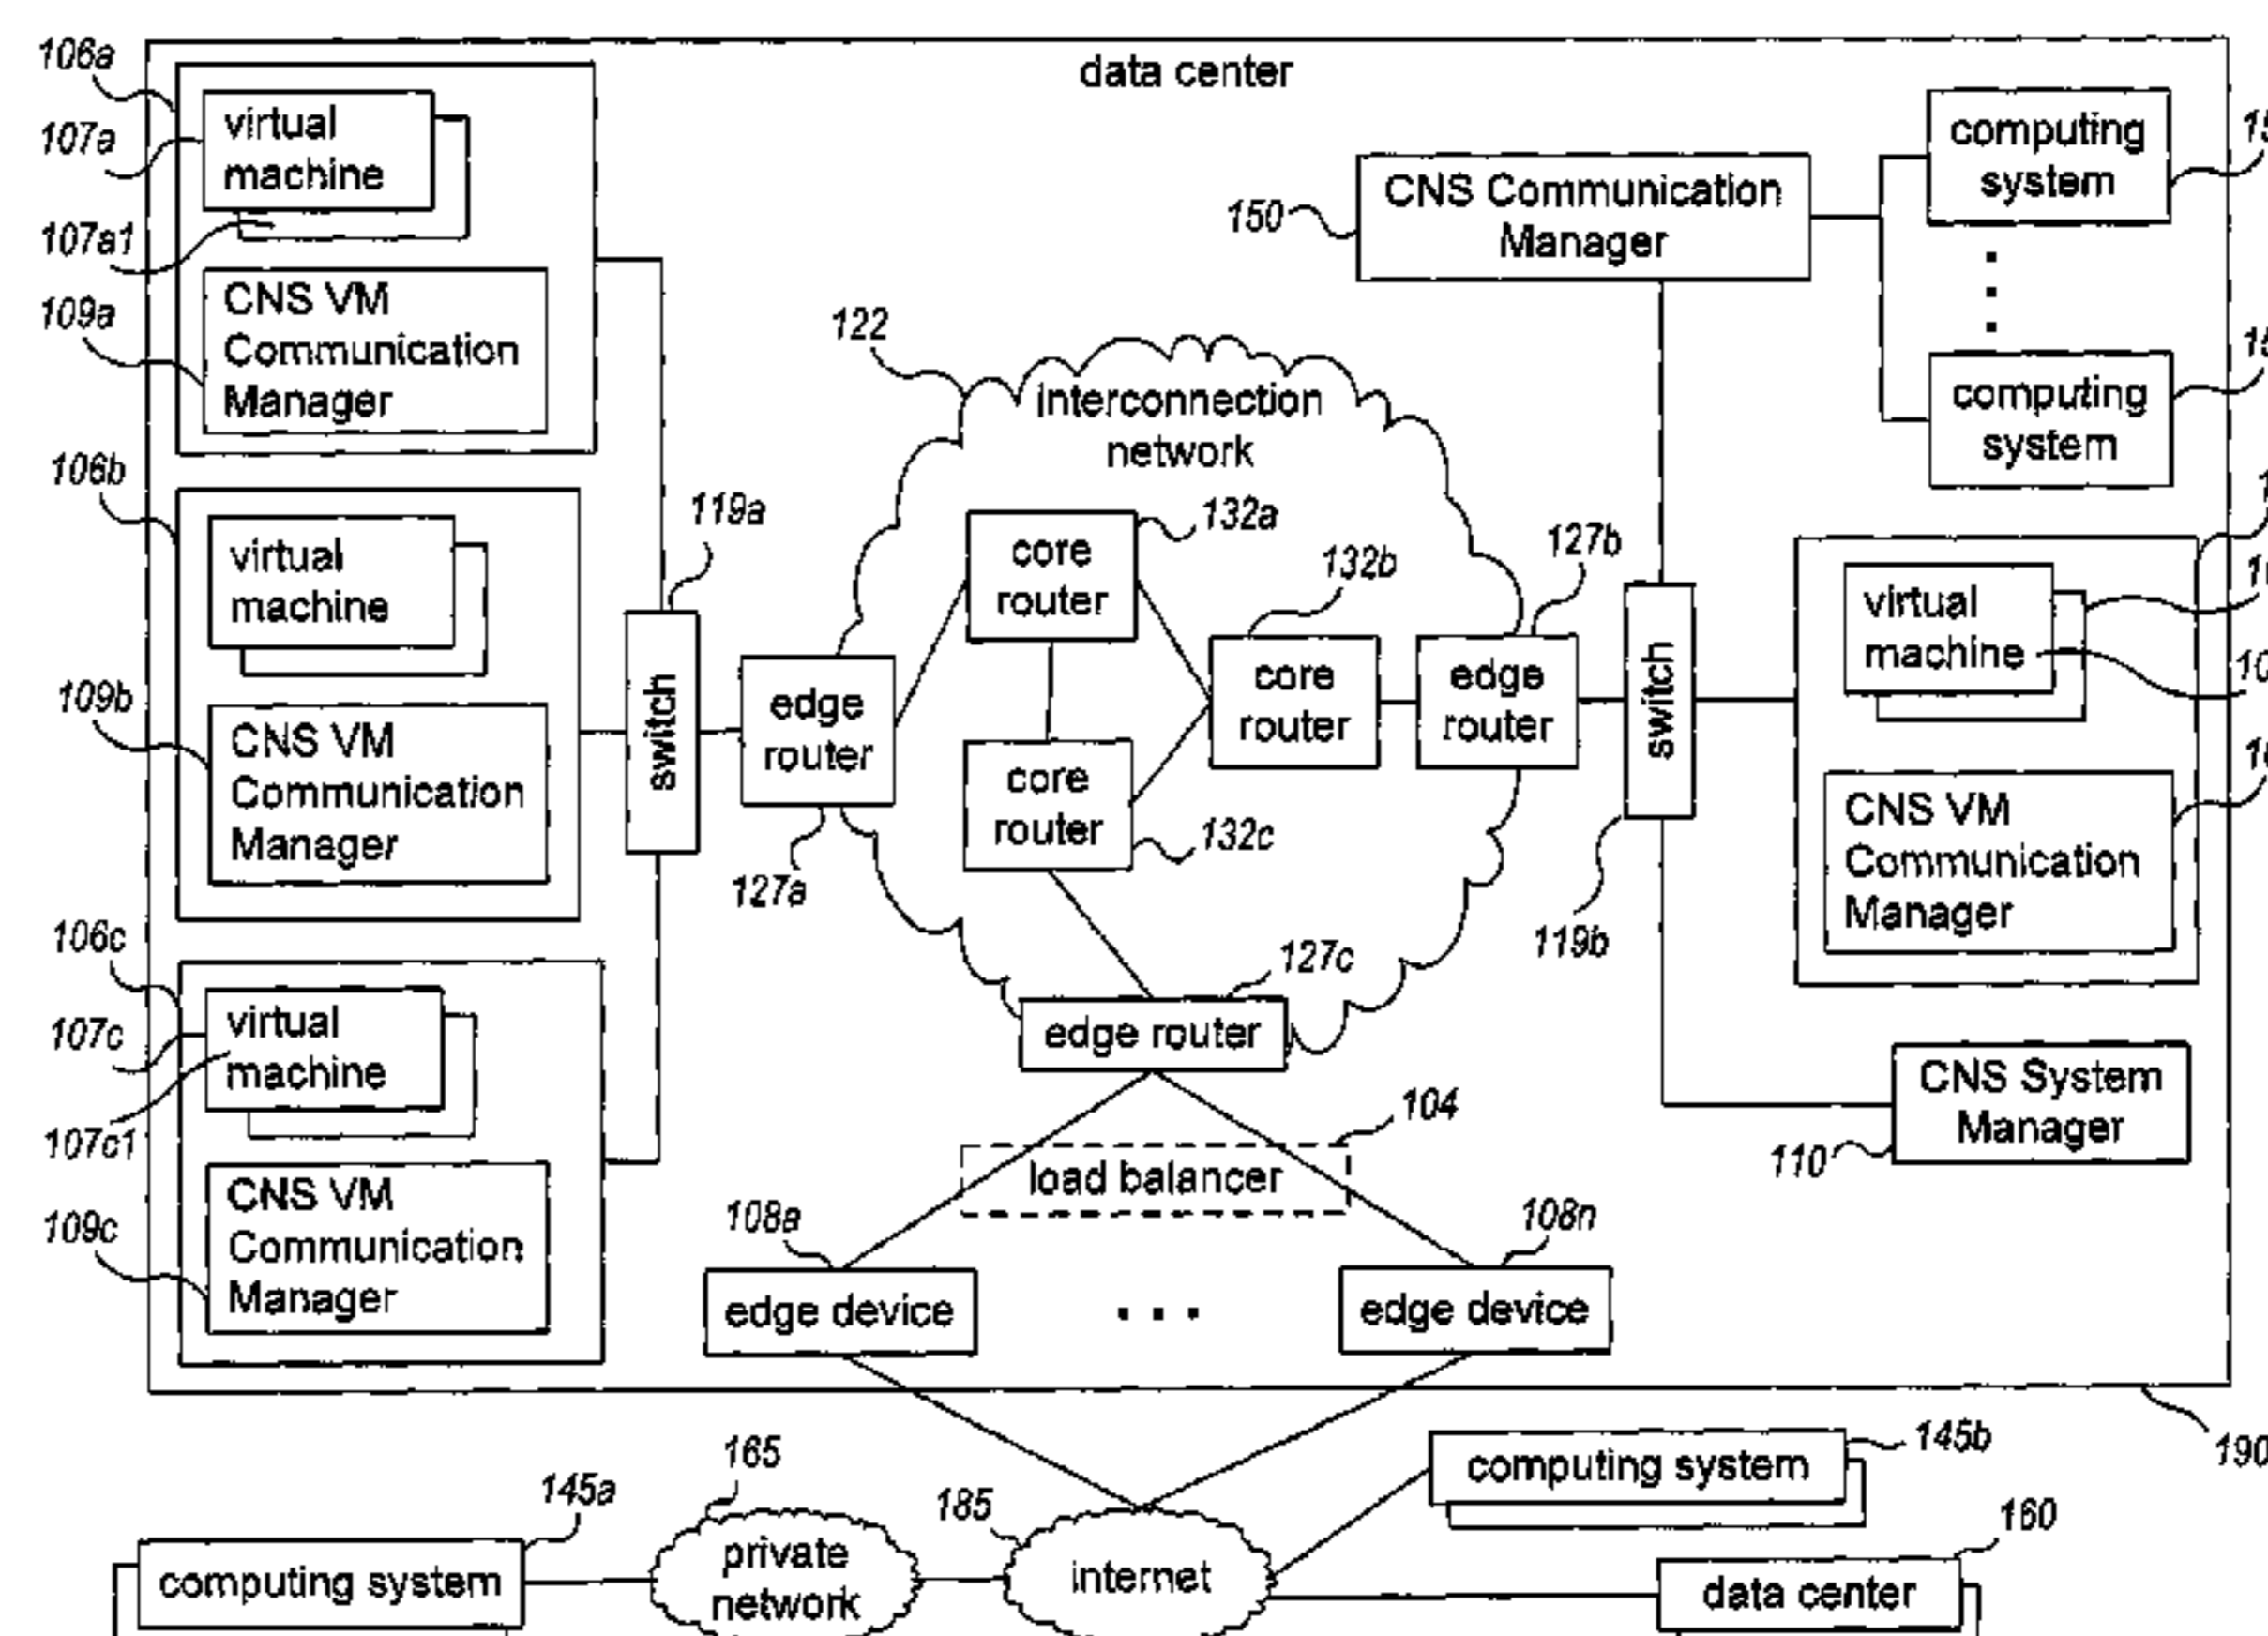 data center
106a
virtual
machine
107a
107a1
CNS VM
Communication
Manager
109a
106b
virtual
machine
CNS VM
Communication
Manager
109b
106c
virtual
machine
107c
107c1
CNS VM
Communication
Manager
109c
119a
switch
122
interconnection
network
edge
router
127a
core
router
132a
core
router
132b
core
router
132c
edge
router
127b
edge router
127c
switch
119b
150
CNS Communication
Manager
computing
system
computing
system
virtual
machine
CNS VM
Communication
Manager
CNS System
Manager
110
104
load balancer
108a
edge device
. . .
108n
edge device
190
165
private
network
185
internet
145a
computing system
145b
computing system
160
data center